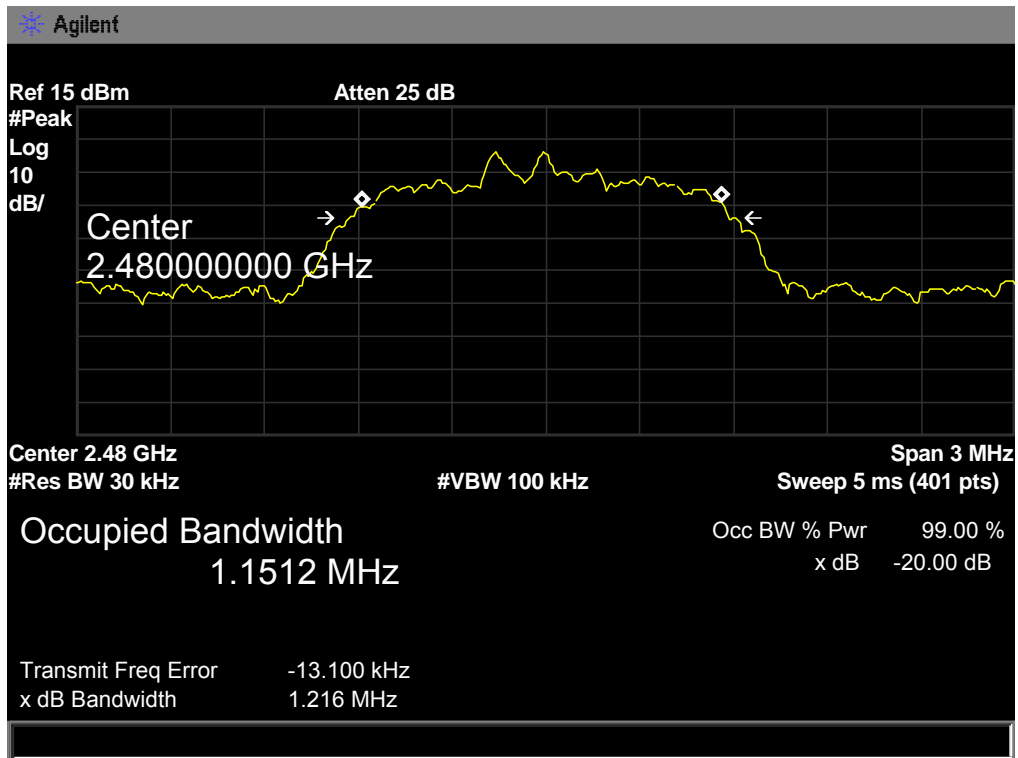 Agilent
Ref 15 dBm Atten 25 dB
#Peak
Log
10
dB/
Center
2.480000000 GHz
Center 2.48 GHz Span 3 MHz
#Res BW 30 kHz #VBW 100 kHz Sweep 5 ms (401 pts)
Occupied Bandwidth Occ BW % Pwr 99.00 %
1.1512 MHz x dB -20.00 dB
Transmit Freq Error -13.100 kHz
x dB Bandwidth 1.216 MHz